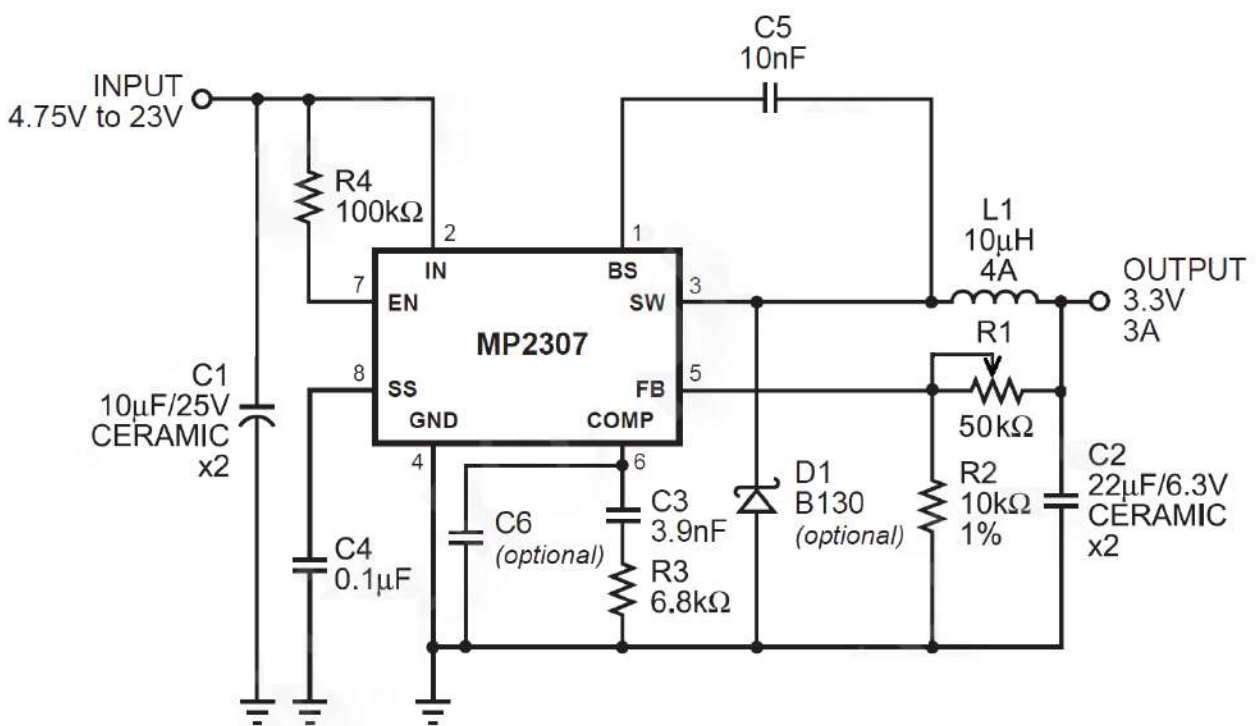 C5
10nF
INPUT
4.75V to 23V
R4
100kΩ
2
1
IN
BS
L1
10μH
4A
OUTPUT
3.3V
3A
7
EN
SW
3
MP2307
R1
8
SS
FB
5
50kΩ
C1
10μF/25V
CERAMIC
x2
GND
COMP
4
6
C6
(optional)
C3
3.9nF
D1
B130
(optional)
R2
10kΩ
1%
C2
22μF/6.3V
CERAMIC
x2
C4
0.1μF
R3
6.8kΩ